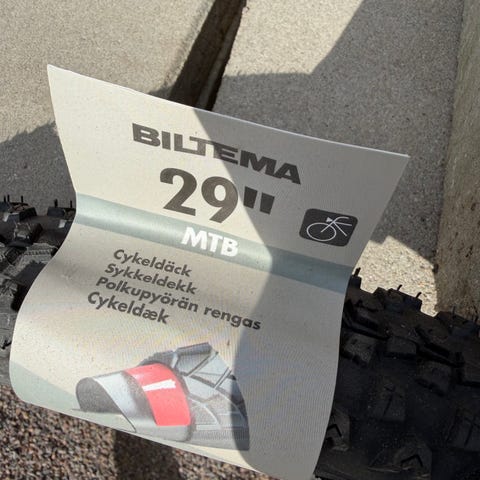 BILTEMA
29"
MTB
Cykeldäck
Sykkeldekk
Polkupyörän rengas
Cykeldæk